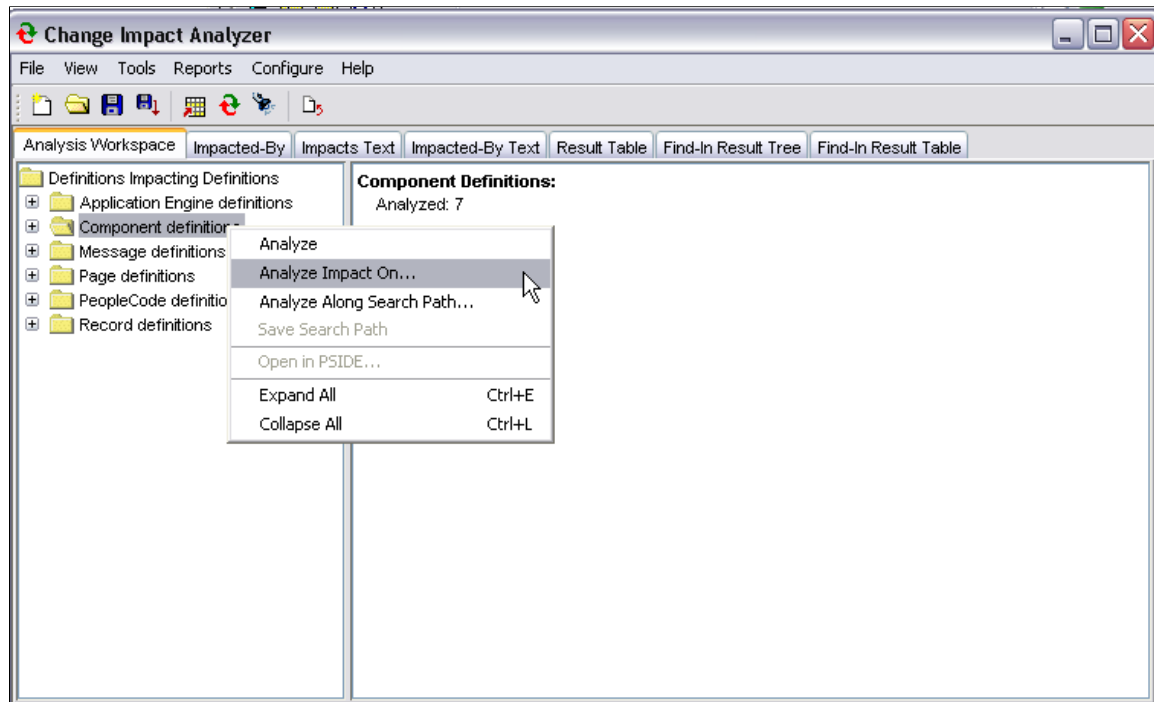 Change Impact Analyzer
File View Tools Reports Configure Help
Analysis Workspace Impacted-By Impacts Text Impacted-By Text Result Table Find-In Result Tree Find-In Result Table
Definitions Impacting Definitions
Application Engine definitions
Component definitions
Message definitions
Page definitions
PeopleCode definitio
Record definitions
Component Definitions:
Analyzed: 7
Analyze
Analyze Impact On...
Analyze Along Search Path...
Save Search Path
Open in PSIDE...
Expand All Ctrl+E
Collapse All Ctrl+L